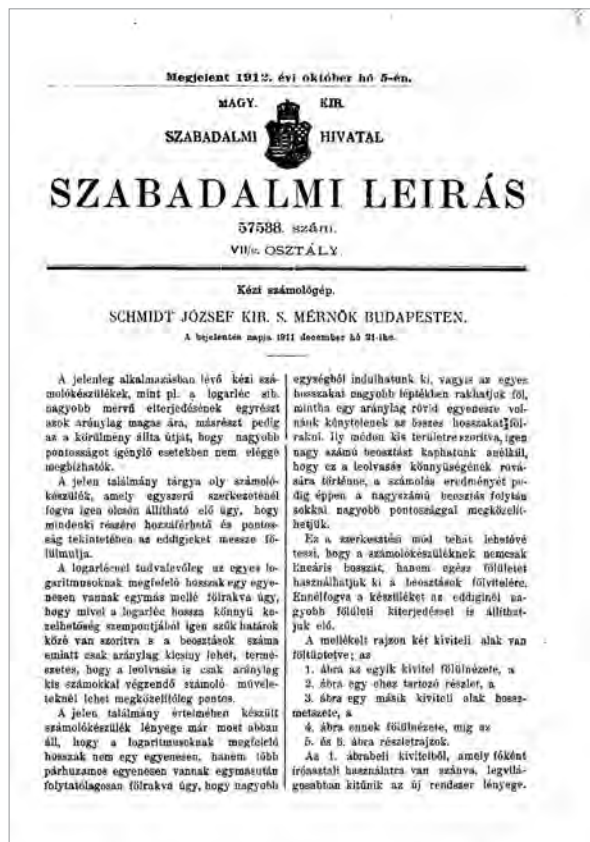 Megjelent 1912. évi október hó 5-én.
MAGY. KIR.
SZABADALMI HIVATAL
SZABADALMI LEIRÁS
57538. szám.
VII/e. OSZTÁLY.
Kézi számológép.
SCHMIDT JÓZSEF KIR. S. MÉRNÖK BUDAPESTEN.
A bejelentés napja 1911 december hó 21-ike.
A jelenleg alkalmazásban lévő kézi szá-
molókészülékek, mint pl. a logarléc stb.
nagyobb mérvű elterjedésének egyrészt
azok aránylag magas ára, másrészt pedig
az a körülmény állita útját, hogy nagyobb
pontosságot igénylő esetekben nem eléggé
megbízhatók.
A jelen találmány tárgya oly számoló-
készülék, amely egyszerű szerkezeténél
fogva igen olcsón állítható elő úgy, hogy
mindenki részére hozzáférhető és pontos-
ság tekintetében az eddigieket messze fö-
lülmulja.
A logarlécnél tudvalevőleg az egyes lo-
garitmusoknak megfelelő hosszak egy egye-
nesen vannak egymás mellé fölrakva úgy,
hogy mivel a logarléc hossza könnyű ke-
zelhetőség szempontjából igen szűk határok
közé van szorítva s a beosztások száma
emiatt csak aránylag kicsiny lehet, termé-
szetes, hogy a leolvasás is csak aránylag
kis számokkal végzendő számoló művele-
teknél lehet megközelítőleg pontos.
A jelen találmány értelmében készült
számolókészülék lényege már most abban
áll, hogy a logaritmusoknak megfelelő
hosszak nem egy egyenesen, hanem több
párhuzamos egyenesen vannak egymásután
folytatólagosan fölrakva úgy, hogy nagyobb
egységből indulhatunk ki, vagyis az egyes
hosszakat nagyobb léptékben rakhatjuk föl,
mintha egy aránylag rövid egyenesre vol-
nánk kénytelenek az összes hosszakat föl-
rakni. Ily módon kis területre szorítva, igen
nagy számú beosztást kaphatunk anélkül,
hogy ez a leolvasás könnyűségének rová-
sára történne, a számolás eredményét pe-
dig éppen a nagyszámú beosztás folytán
sokkal nagyobb pontossággal megközelít-
hetjük.
Ez a szerkesztési mód tehát lehetővé
teszi, hogy a számolókészüléknek nemcsak
lineáris hosszát, hanem egész fölületét
használhatjuk ki a beosztások fölvitelére.
Ennélfogva a készüléket az eddiginél na-
gyobb fölületi kiterjedéssel is állíthat-
juk elő.
A mellékelt rajzon két kiviteli alak van
föltüntetve; az
1. ábra az egyik kivitel fölülnézete, a
2. ábra egy ehez tartozó részlet, a
3. ábra egy másik kiviteli alak hossz-
metszete, a
4. ábra ennek fölülnézete, míg az
5. és 6. ábra részletrajzok.
Az 1. ábrabeli kivitelből, amely főként
íróasztali használatra van szánva, legvilá-
gosabban kitűnik az új rendszer lényege.